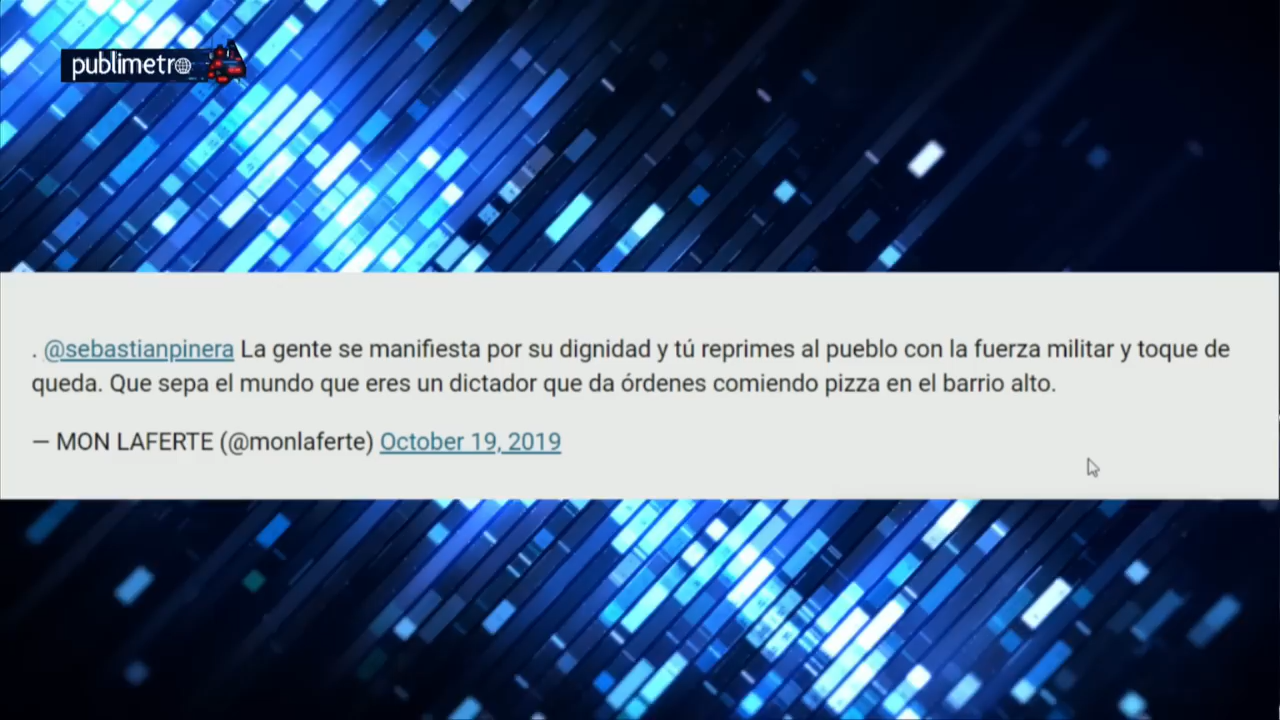 publimetro
. @sebastianpinera La gente se manifiesta por su dignidad y tú reprimes al pueblo con la fuerza militar y toque de
queda. Que sepa el mundo que eres un dictador que da órdenes comiendo pizza en el barrio alto.
— MON LAFERTE (@monlaferte) October 19, 2019